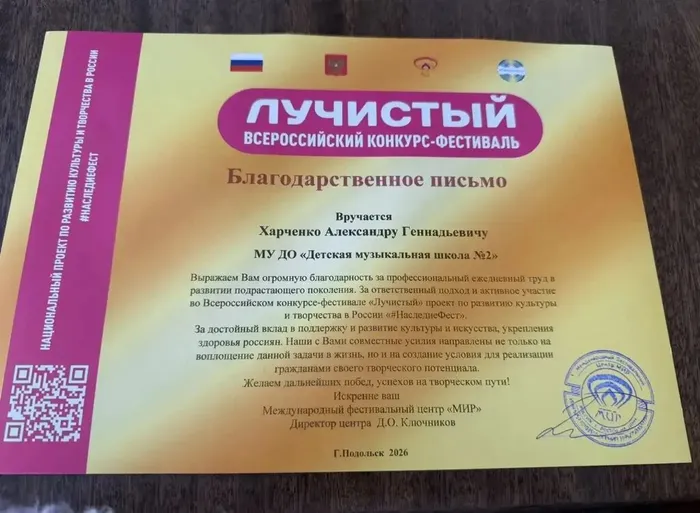 НАЦИОНАЛЬНЫЙ ПРОЕКТ ПО РАЗВИТИЮ КУЛЬТУРЫ И ТВОРЧЕСТВА В РОССИИ
#НАСЛЕДИЕФЕСТ
ЛУЧИСТЫЙ
ВСЕРОССИЙСКИЙ КОНКУРС-ФЕСТИВАЛЬ
Благодарственное письмо
Вручается
Харченко Александру Геннадьевичу
МУ ДО «Детская музыкальная школа №2»
Выражаем Вам огромную благодарность за профессиональный ежедневный труд в
развитии подрастающего поколения. За ответственный подход и активное участие
во Всероссийском конкурсе-фестивале «Лучистый» проект по развитию культуры
и творчества в России «#НаследиеФест».
За достойный вклад в поддержку и развитие культуры и искусства, укрепления
здоровья россиян. Наши с Вами совместные усилия направлены не только на
воплощение данной задачи в жизнь, но и на создание условия для реализации
гражданами своего творческого потенциала.
Желаем дальнейших побед, успехов на творческом пути!
Искренне ваш
Международный фестивальный центр «МИР»
Директор центра Д.О. Ключников
Г.Подольск 2026
Центр МИР
МИР